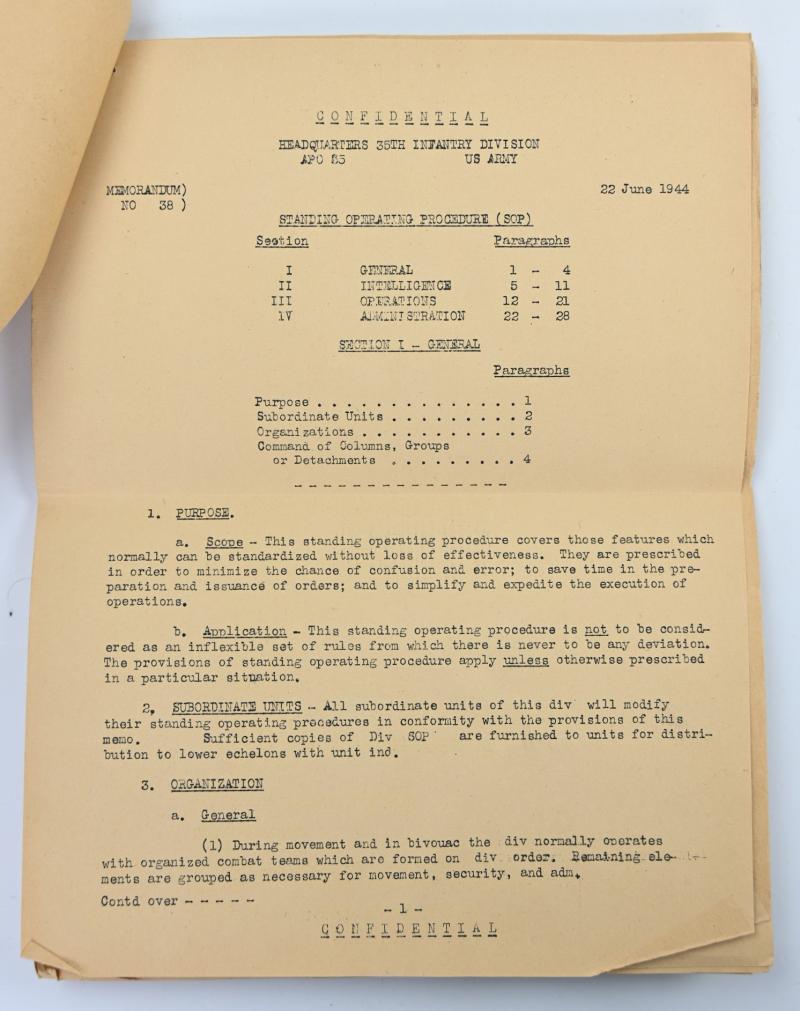 C O N F I D E N T I A L
HEADQUARTERS 35TH INFANTRY DIVISION
APO 35 US ARMY
MEMORANDUM) 22 June 1944
NO 38 )
STANDING OPERATING PROCEDURE (SOP)
Section Paragraphs
I GENERAL 1 - 4
II INTELLIGENCE 5 - 11
III OPERATIONS 12 - 21
IV ADMINISTRATION 22 - 28
SECTION I - GENERAL
Paragraphs
Purpose . . . . . . . . . . . . . . 1
Subordinate Units . . . . . . . . . 2
Organizations . . . . . . . . . . . 3
Command of Columns, Groups
or Detachments . . . . . . . . . 4
- - - - - - - - - - - - - - -
1. PURPOSE.
a. Scope - This standing operating procedure covers those features which
normally can be standardized without loss of effectiveness. They are prescribed
in order to minimize the chance of confusion and error; to save time in the pre-
paration and issuance of orders; and to simplify and expedite the execution of
operations.
b. Application - This standing operating procedure is not to be consid-
ered as an inflexible set of rules from which there is never to be any deviation.
The provisions of standing operating procedure apply unless otherwise prescribed
in a particular situation.
2. SUBORDINATE UNITS - All subordinate units of this div will modify
their standing operating procedures in conformity with the provisions of this
memo. Sufficient copies of Div SOP are furnished to units for distri-
bution to lower echelons with unit ind.
3. ORGANIZATION
a. General
(1) During movement and in bivouac the div normally operates
with organized combat teams which are formed on div order. Remaining ele-
ments are grouped as necessary for movement, security, and adm.
Contd over - - - - -
- 1 -
C O N F I D E N T I A L